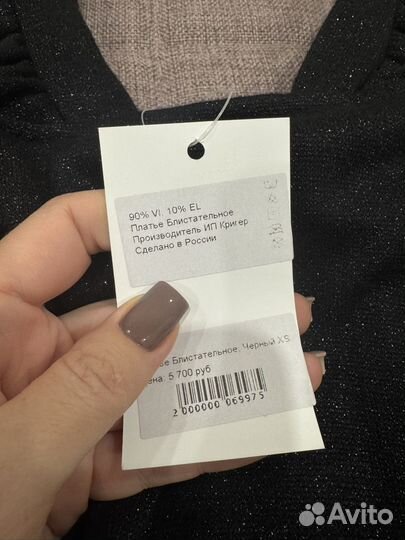 90% VI. 10% EL
Платье Блистательное
Производитель ИП Кригер
Сделано в России
Блистательное, Черный XS
5 700 руб
2 000000 069975
Avito